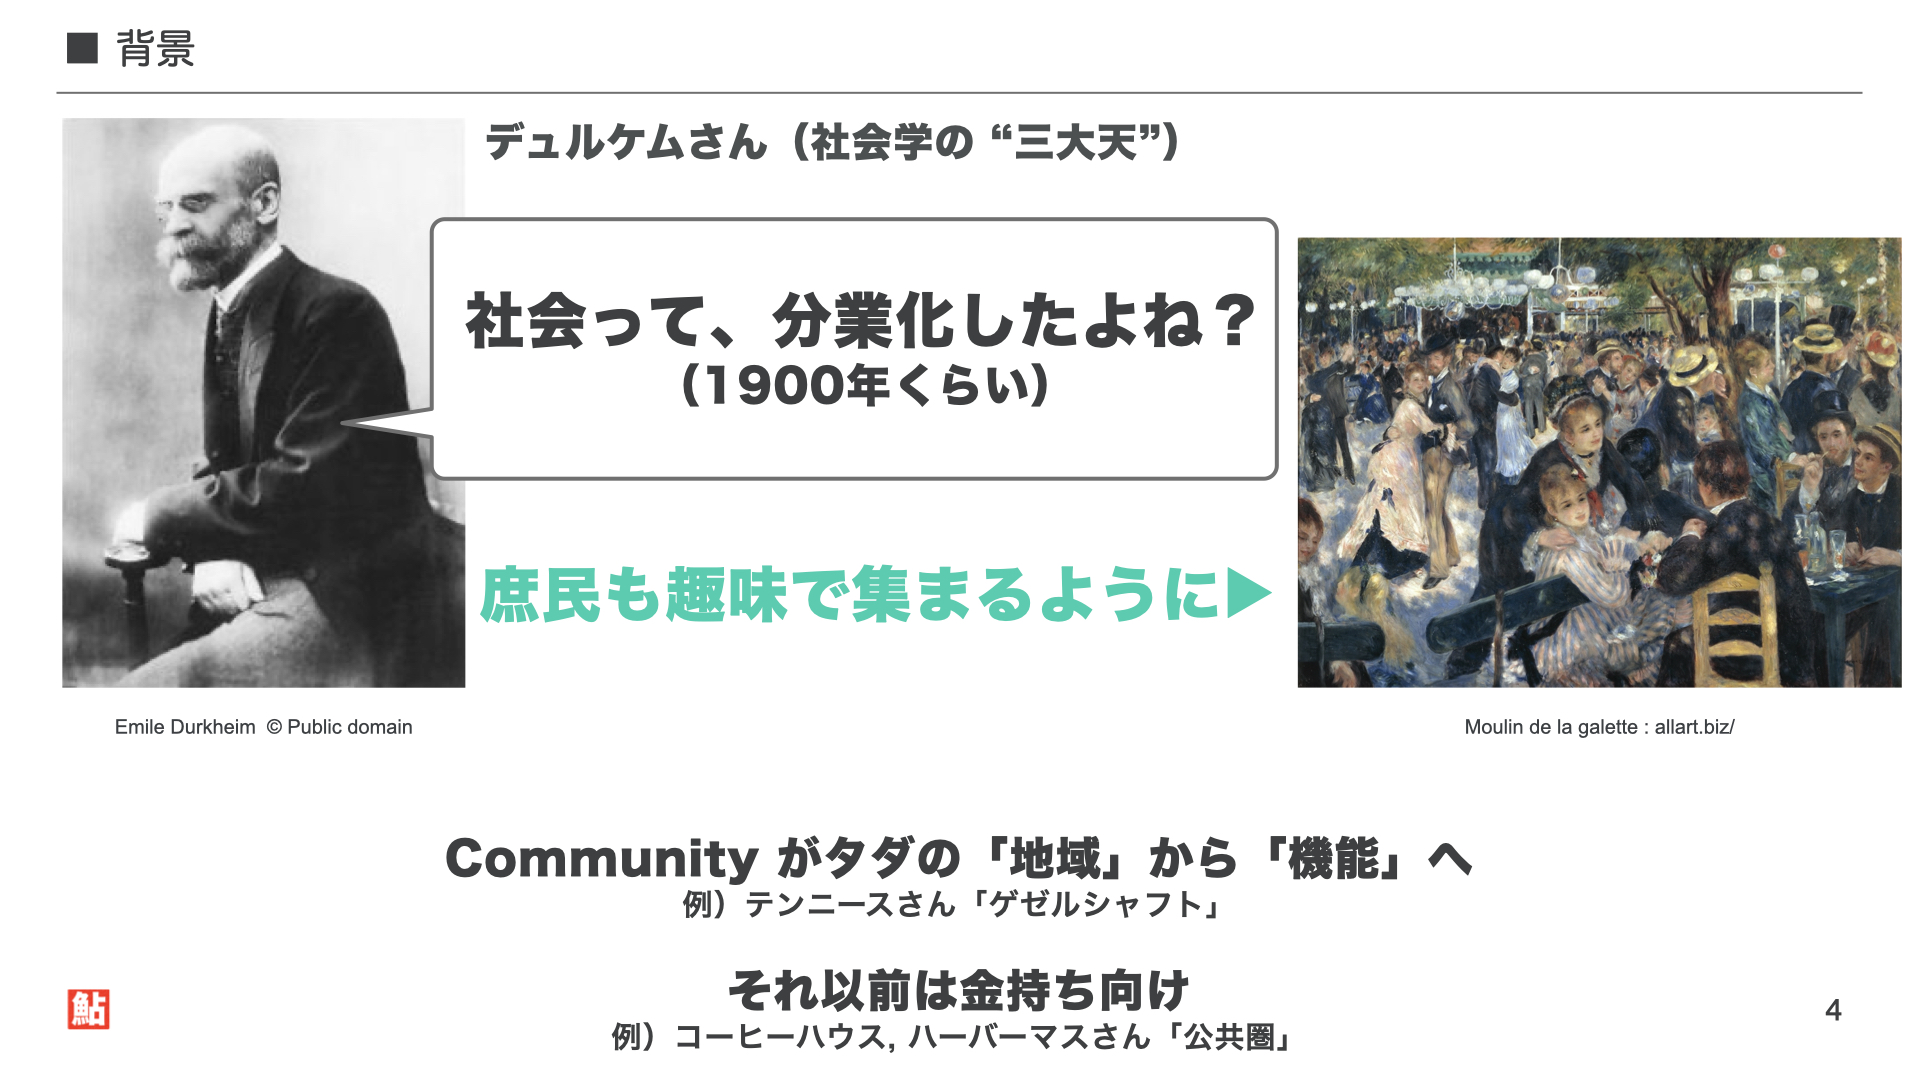 ■ 背景
デュルケムさん（社会学の “三大天”）
社会って、分業化したよね？
（1900年くらい）
庶民も趣味で集まるように▶
Emile Durkheim © Public domain
Moulin de la galette : allart.biz/
Community がタダの「地域」から「機能」へ
例）テンニースさん「ゲゼルシャフト」
それ以前は金持ち向け
例）コーヒーハウス, ハーバーマスさん「公共圏」
鮎
4